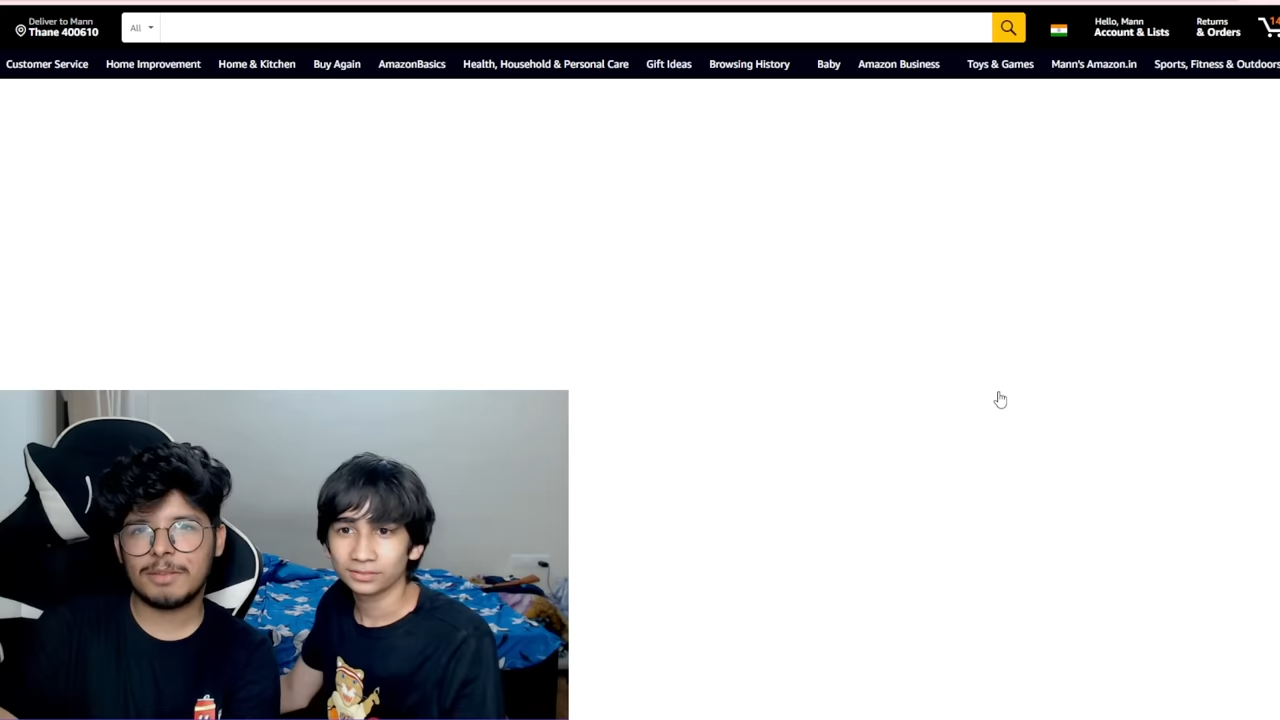 Deliver to Mann
Thane 400610
All
Hello, Mann
Account & Lists
Returns
& Orders
14
Customer Service Home Improvement Home & Kitchen Buy Again AmazonBasics Health, Household & Personal Care Gift Ideas Browsing History Baby Amazon Business Toys & Games Mann's Amazon.in Sports, Fitness & Outdoors